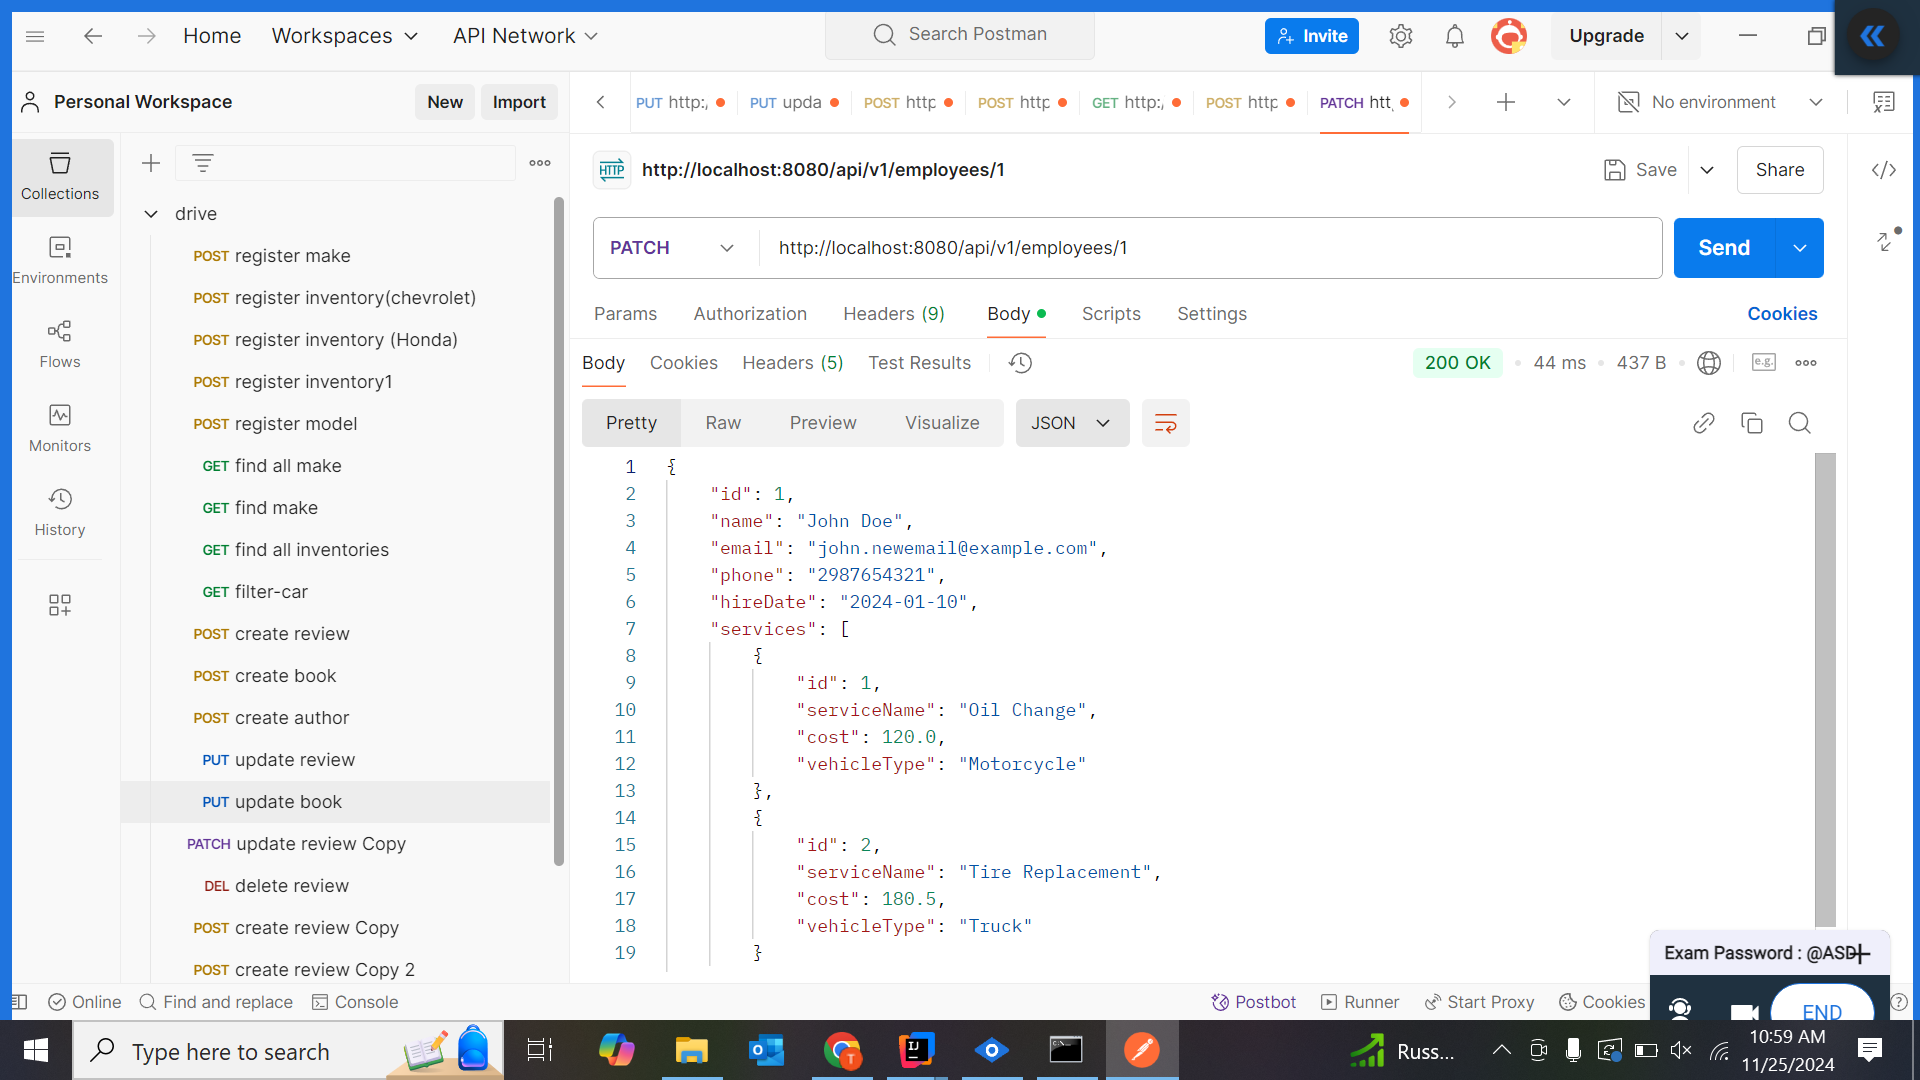 Home Workspaces API Network Search Postman Invite Upgrade
Personal Workspace New Import
PUT http:/ PUT upda POST http POST http GET http:/ POST http PATCH htt No environment
Collections
Environments
Flows
Monitors
History
drive
POST register make
POST register inventory(chevrolet)
POST register inventory (Honda)
POST register inventory1
POST register model
GET find all make
GET find make
GET find all inventories
GET filter-car
POST create review
POST create book
POST create author
PUT update review
PUT update book
PATCH update review Copy
DEL delete review
POST create review Copy
POST create review Copy 2
HTTP http://localhost:8080/api/v1/employees/1 Save Share
PATCH http://localhost:8080/api/v1/employees/1 Send
Params Authorization Headers (9) Body Scripts Settings Cookies
Body Cookies Headers (5) Test Results 200 OK 44 ms 437 B e.g.
Pretty Raw Preview Visualize JSON
1 {
2 "id": 1,
3 "name": "John Doe",
4 "email": "john.newemail@example.com",
5 "phone": "2987654321",
6 "hireDate": "2024-01-10",
7 "services": [
8 {
9 "id": 1,
10 "serviceName": "Oil Change",
11 "cost": 120.0,
12 "vehicleType": "Motorcycle"
13 },
14 {
15 "id": 2,
16 "serviceName": "Tire Replacement",
17 "cost": 180.5,
18 "vehicleType": "Truck"
19 }
Exam Password : @ASD
END
Online Find and replace Console Postbot Runner Start Proxy Cookies
Type here to search
Russ...
10:59 AM
11/25/2024